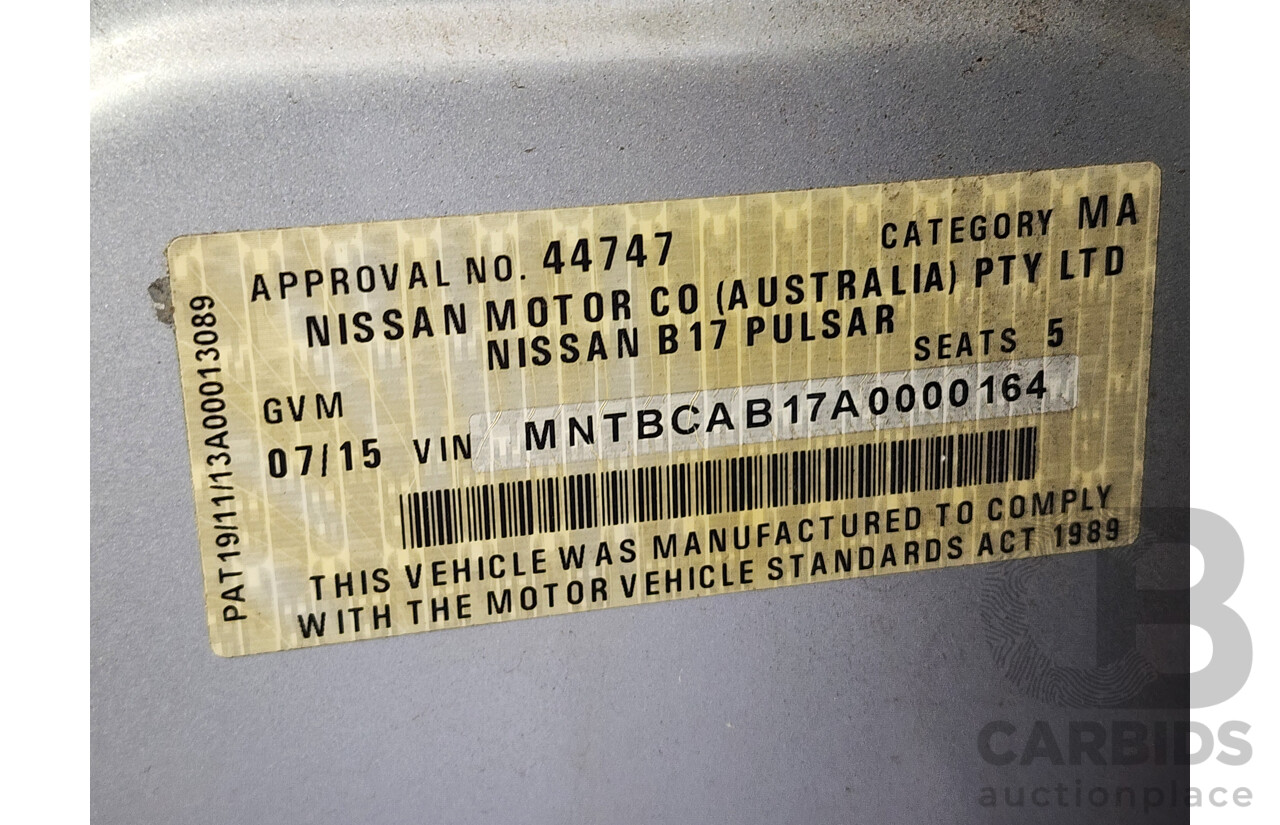 APPROVAL NO. 44747 CATEGORY MA
NISSAN MOTOR CO (AUSTRALIA) PTY LTD
NISSAN B17 PULSAR
SEATS 5
GVM
07/15 VIN MNTBCAB17A0000164
THIS VEHICLE WAS MANUFACTURED TO COMPLY
WITH THE MOTOR VEHICLE STANDARDS ACT 1989
PAT19/11/13A00013089
CB
CARBIDS
auctionplace